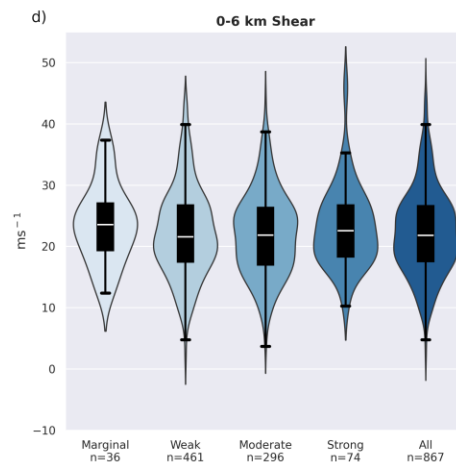 d)
0-6 km Shear
50
40
30
20
10
0
−10
ms⁻¹
Marginal Weak Moderate Strong All
n=36 n=461 n=296 n=74 n=867